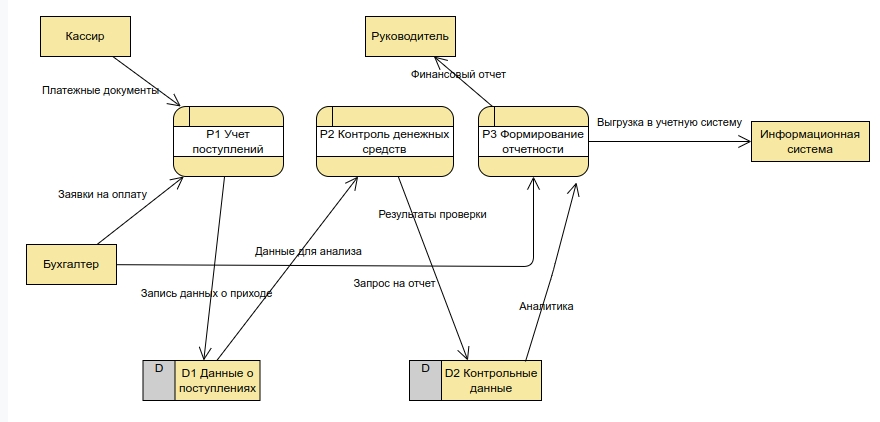 Кассир
Руководитель
Финансовый отчет
Платежные документы
P1 Учет
поступлений
P2 Контроль денежных
средств
P3 Формирование
отчетности
Выгрузка в учетную систему
Информационная
система
Заявки на оплату
Результаты проверки
Бухгалтер
Данные для анализа
Запрос на отчет
Запись данных о приходе
Аналитика
D
D1 Данные о
поступлениях
D
D2 Контрольные
данные